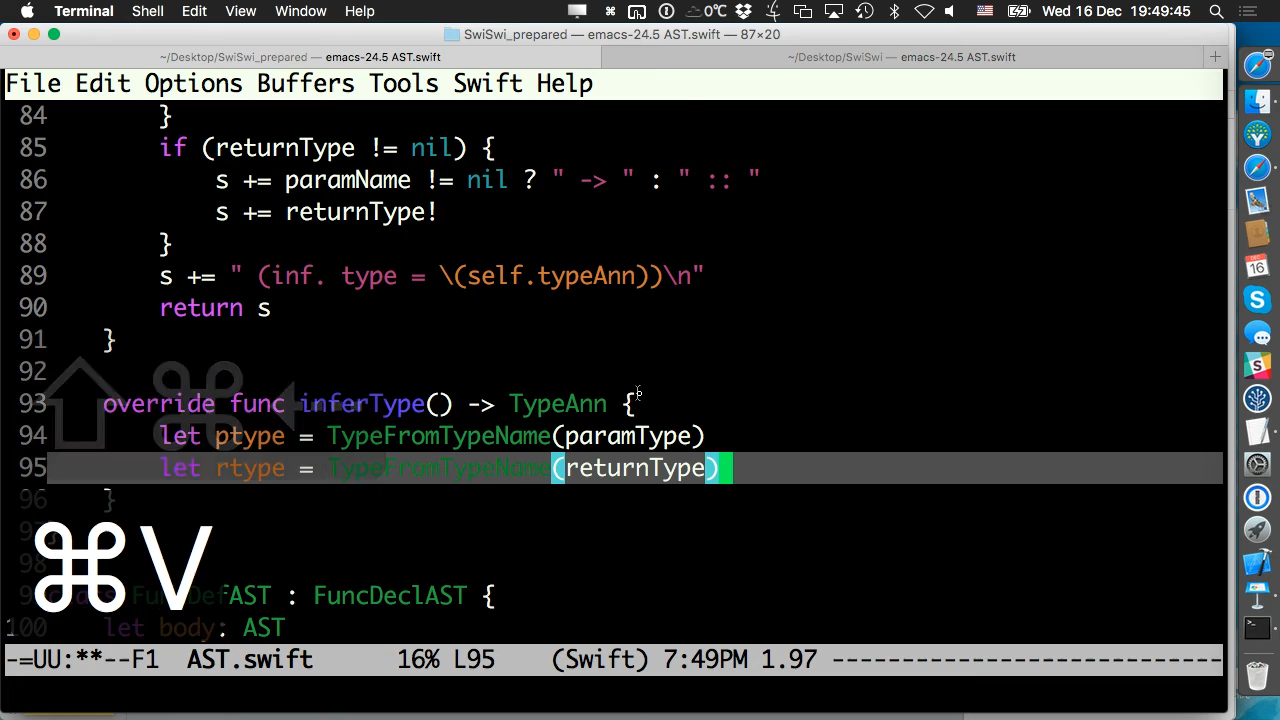 Terminal Shell Edit View Window Help 0°C Wed 16 Dec 19:49:45
SwiSwi_prepared — emacs-24.5 AST.swift — 87×20
~/Desktop/SwiSwi_prepared — emacs-24.5 AST.swift ~/Desktop/SwiSwi — emacs-24.5 AST.swift
File Edit Options Buffers Tools Swift Help
84 }
85 if (returnType != nil) {
86 s += paramName != nil ? " -> " : " :: "
87 s += returnType!
88 }
89 s += " (inf. type = \(self.typeAnn))\n"
90 return s
91 }
92
93 override func inferType() -> TypeAnn {
94 let ptype = TypeFromTypeName(paramType)
95 let rtype = TypeFramTypeName(returnType)
96 }
⌘V
: FuncDeclAST {
100 let body: AST
-=UU:**--F1 AST.swift 16% L95 (Swift) 7:49PM 1.97 ----------------------------